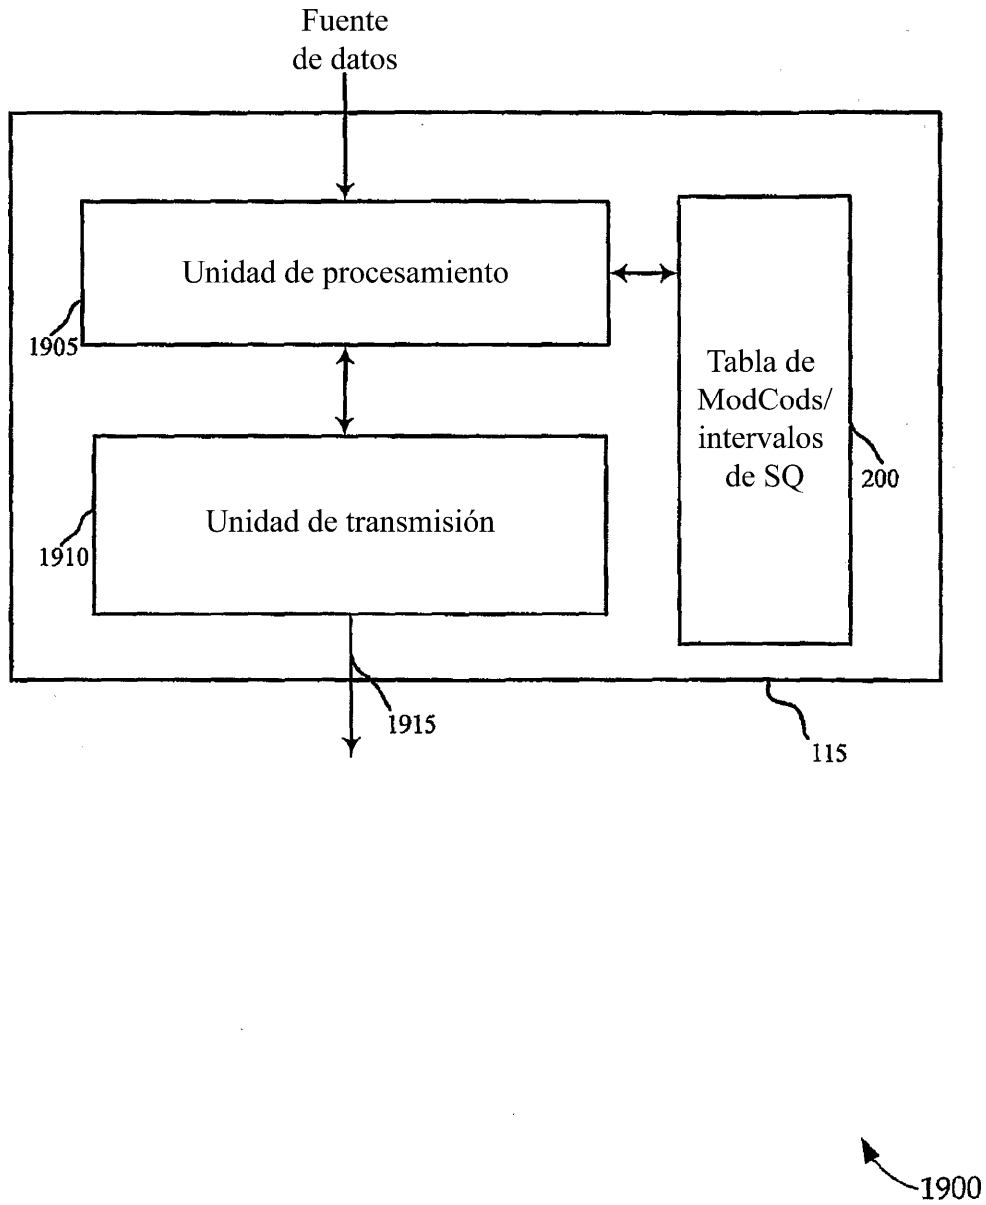 Fuente
de datos
Unidad de procesamiento
1905
Tabla de
ModCods/
intervalos
de SQ
200
Unidad de transmisión
1910
1915
115
1900